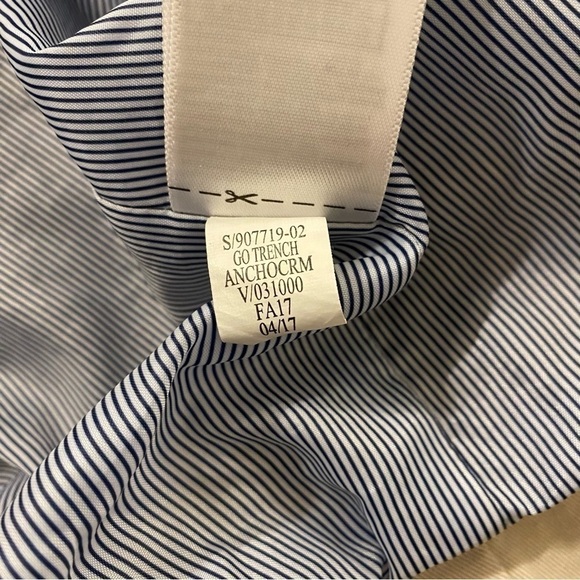 S/907719-02
GO TRENCH
ANCHOCRM
V/031000
FA17
04/17